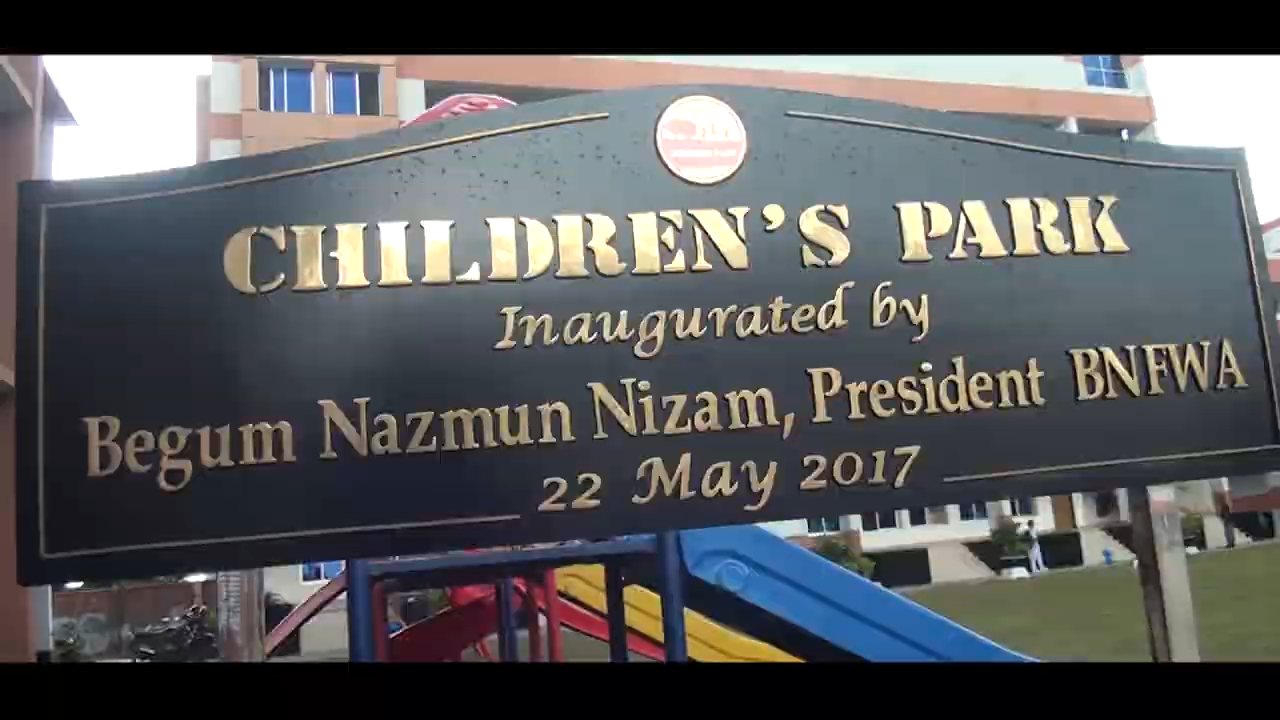 CHILDREN'S PARK
Inaugurated by
Begum Nazmun Nizam, President BNFWA
22 May 2017